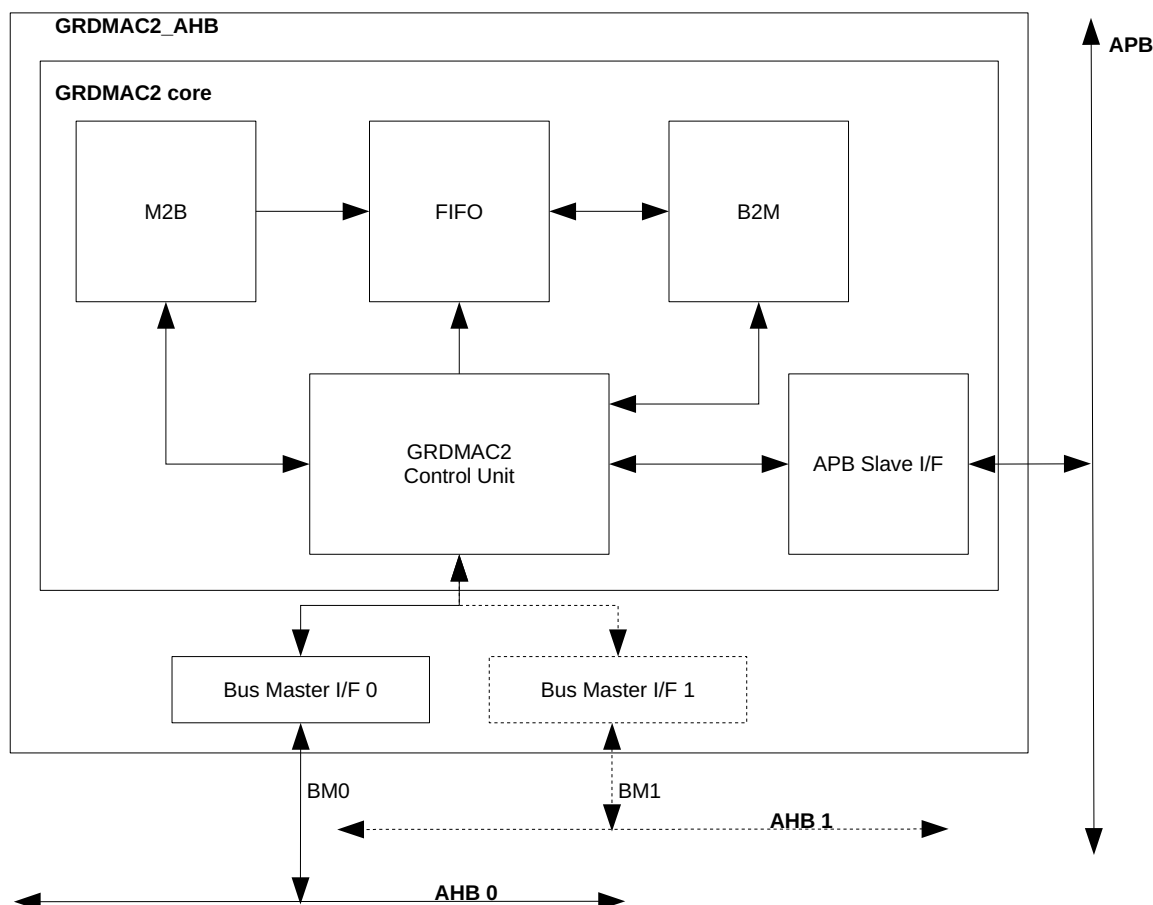 GRDMAC2_AHB
APB
GRDMAC2 core
M2B
FIFO
B2M
GRDMAC2
Control Unit
APB Slave I/F
Bus Master I/F 0
Bus Master I/F 1
BM0
BM1
AHB 1
AHB 0